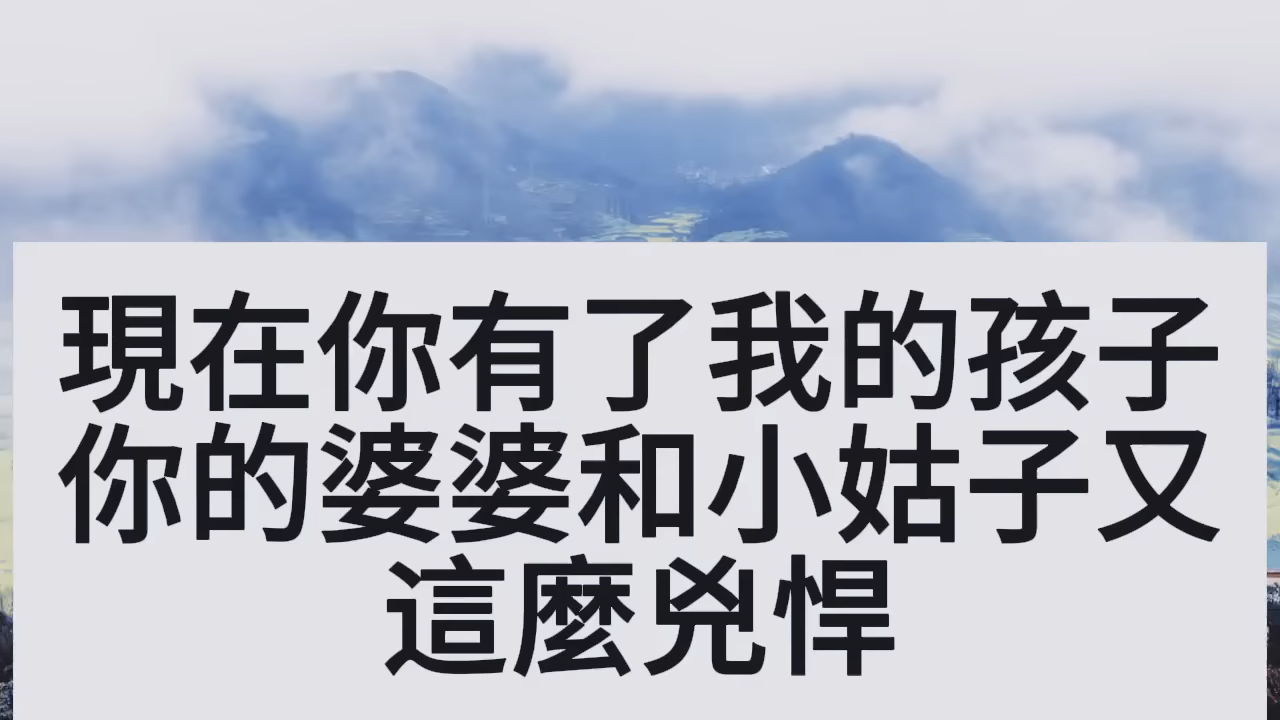 現在你有了我的孩子
你的婆婆和小姑子又
這麼兇悍